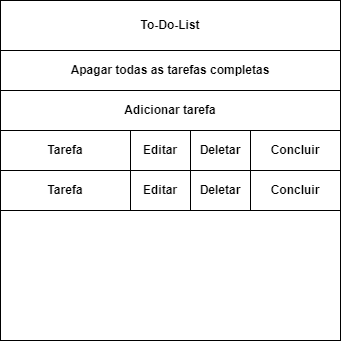 To-Do-List
Apagar todas as tarefas completas
Adicionar tarefa
Tarefa Editar Deletar Concluir
Tarefa Editar Deletar Concluir